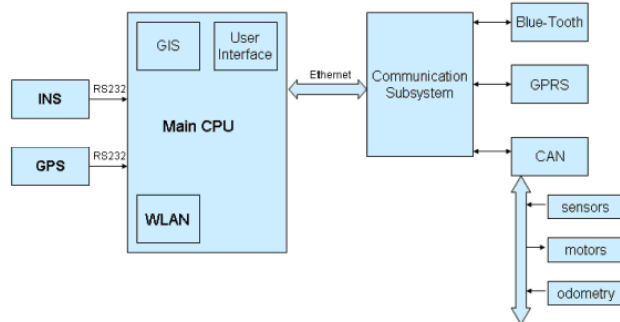 GIS
User
Interface
INS
RS232
Main CPU
GPS
RS232
WLAN
Ethernet
Communication
Subsystem
Blue-Tooth
GPRS
CAN
sensors
motors
odometry